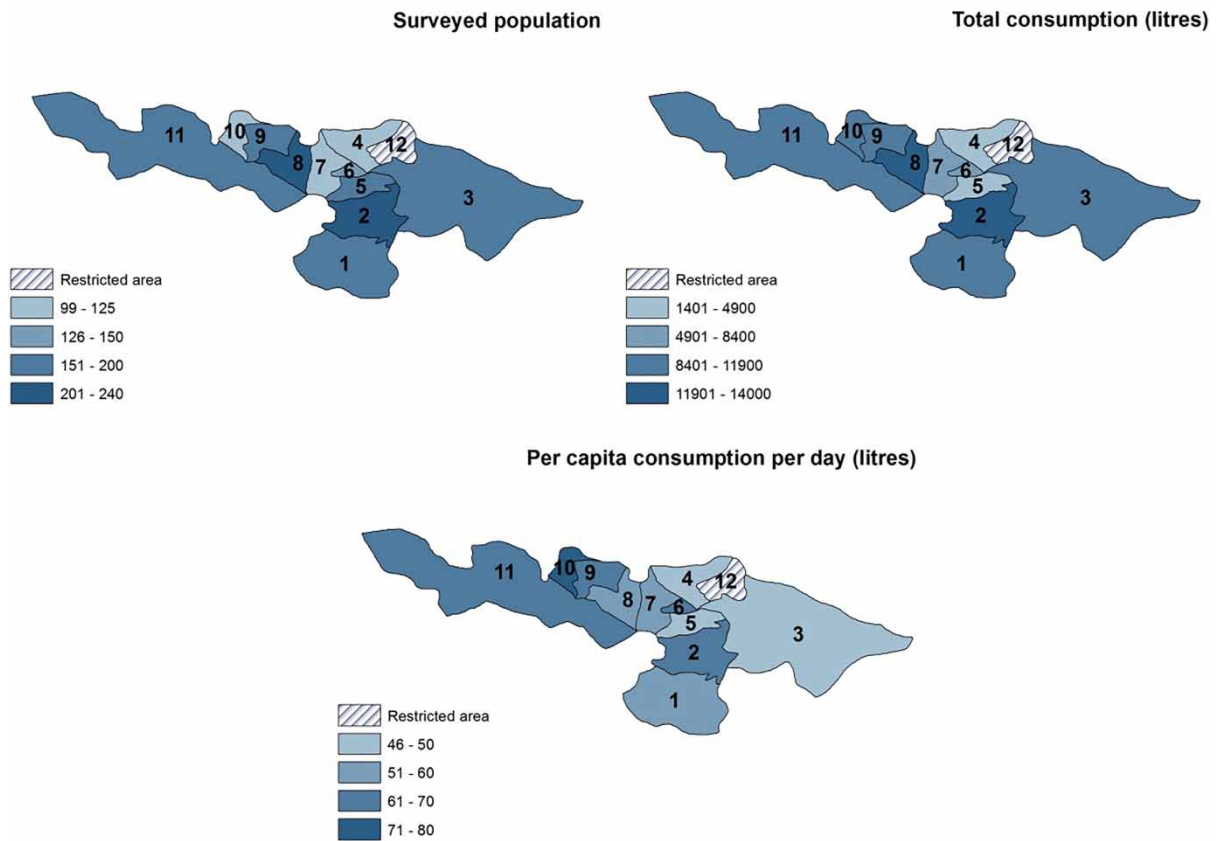 Surveyed population
11
10
9
8
7
4
12
6
5
3
2
1
Restricted area
99 - 125
126 - 150
151 - 200
201 - 240
Total consumption (litres)
11
10
9
8
7
4
12
6
5
3
2
1
Restricted area
1401 - 4900
4901 - 8400
8401 - 11900
11901 - 14000
Per capita consumption per day (litres)
11
10
9
8
7
4
12
6
5
3
2
1
Restricted area
46 - 50
51 - 60
61 - 70
71 - 80